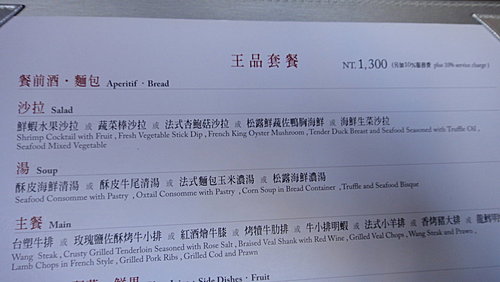 王品套餐 NT. 1,300 (另加10%服務費 plus 10% service charge)
餐前酒・麵包 Aperitif・Bread
沙拉 Salad
鮮蝦水果沙拉 或 蔬菜棒沙拉 或 法式杏鮑菇沙拉 或 松露鮮蔬佐鴨胸海鮮 或 海鮮生菜沙拉
Shrimp Cocktail with Fruit , Fresh Vegetable Stick Dip , French King Oyster Mushroom , Tender Duck Breast and Seafood Seasoned with Truffle Oil ,
Seafood Mixed Vegetable
湯 Soup
酥皮海鮮清湯 或 酥皮牛尾清湯 或 法式麵包玉米濃湯 或 松露海鮮濃湯
Seafood Consomme with Pastry , Oxtail Consomme with Pastry , Corn Soup in Bread Container , Truffle and Seafood Bisque
主餐 Main
台塑牛排 或 玫瑰鹽佐酥烤牛小排 或 紅酒燴牛膝 或 烤犢牛肋排 或 牛小排明蝦 或 法式小羊排 或 香烤豬大排 或
Wang Steak , Crusty Grilled Tenderloin Seasoned with Rose Salt , Braised Veal Shank with Red Wine , Grilled Veal Chops , Wang Steak and Prawn ,
Lamb Chops in French Style , Grilled Pork Ribs , Grilled Cod and Prawn
Side Dishes・Fruit